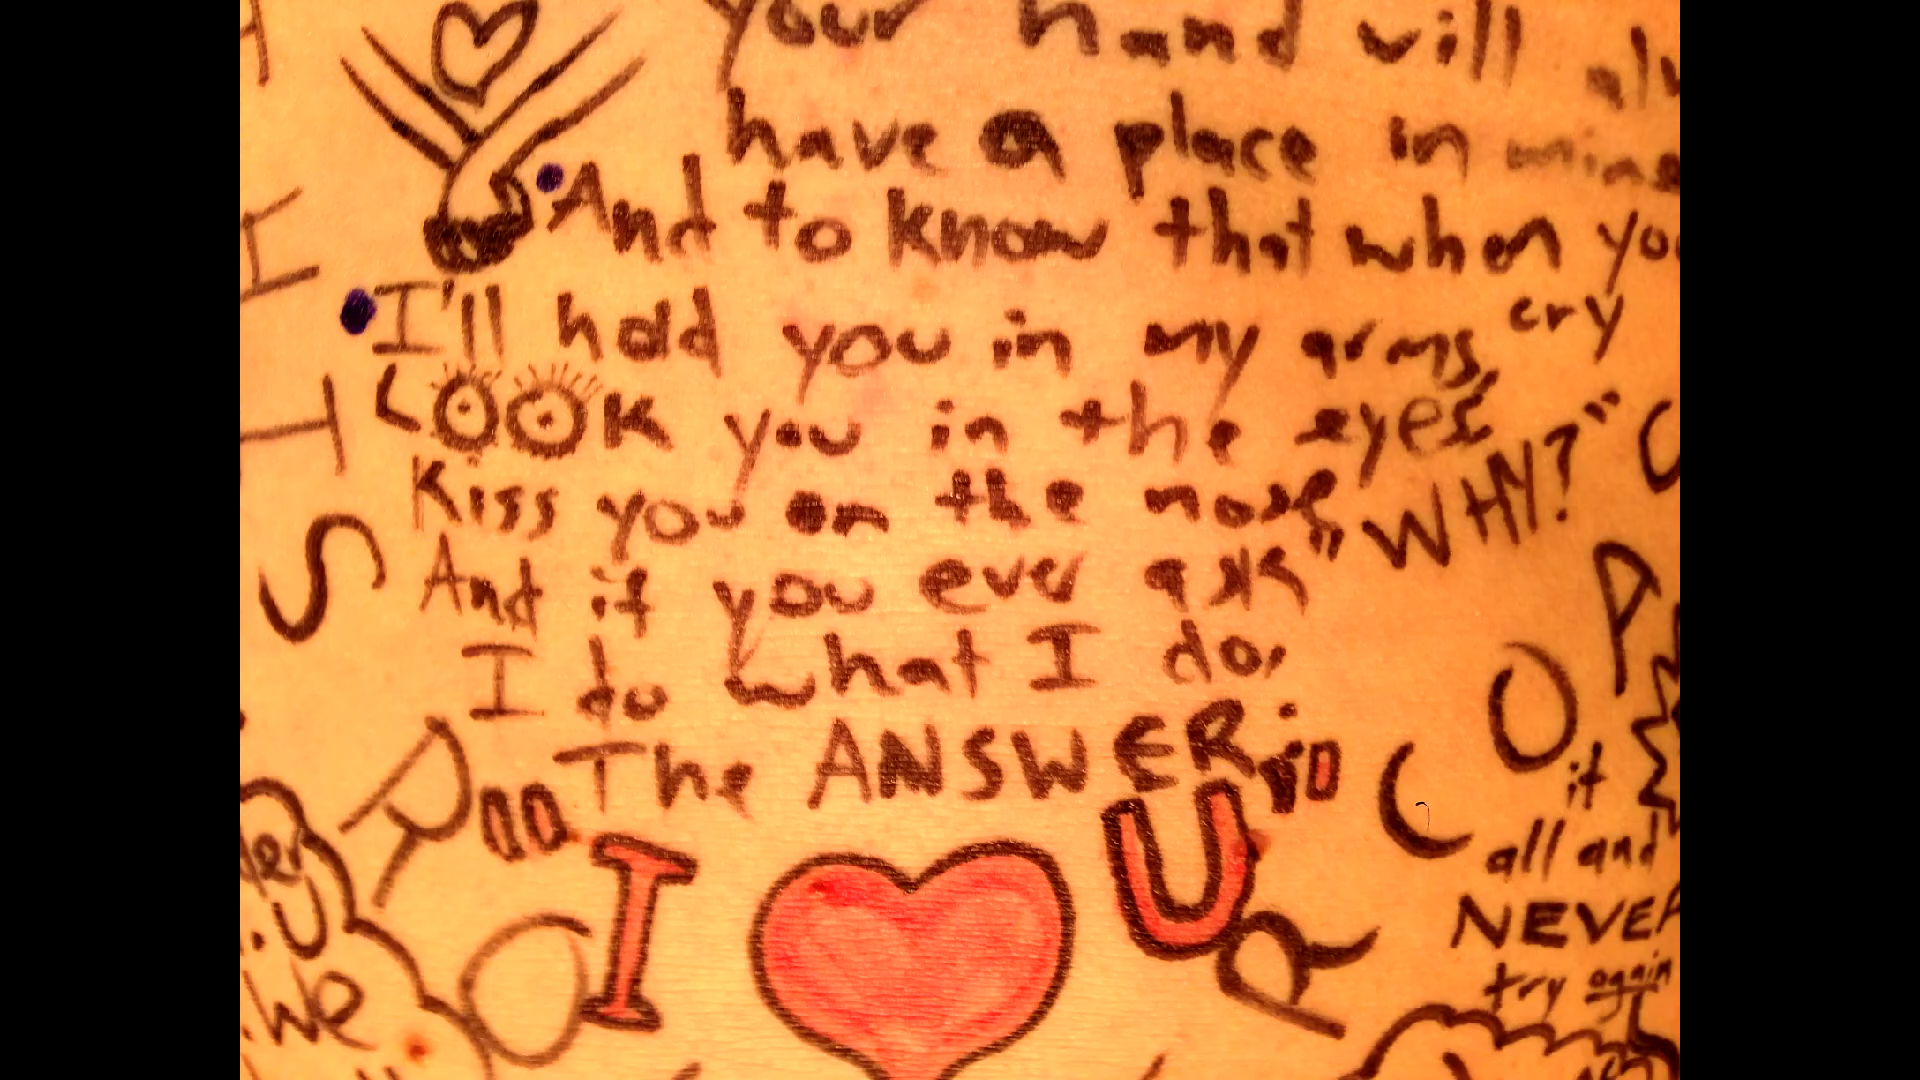 your hand will
have a place in mine
And to know that when you
cry
I'll hold you in my arms,
LOOK you in the eyes,
Kiss you on the nose,
And if you ever ask "WHY?"
I do what I do,
The ANSWER is
I ♥ U
it
all and
NEVER
try again
U
We